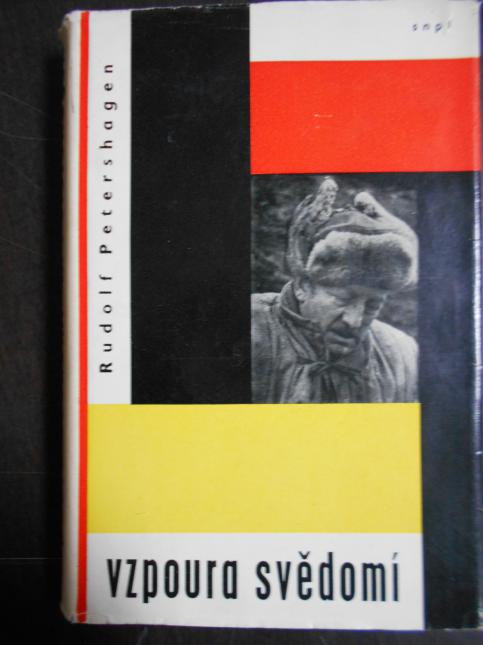 snpl
Rudolf Petershagen
vzpoura svědomí